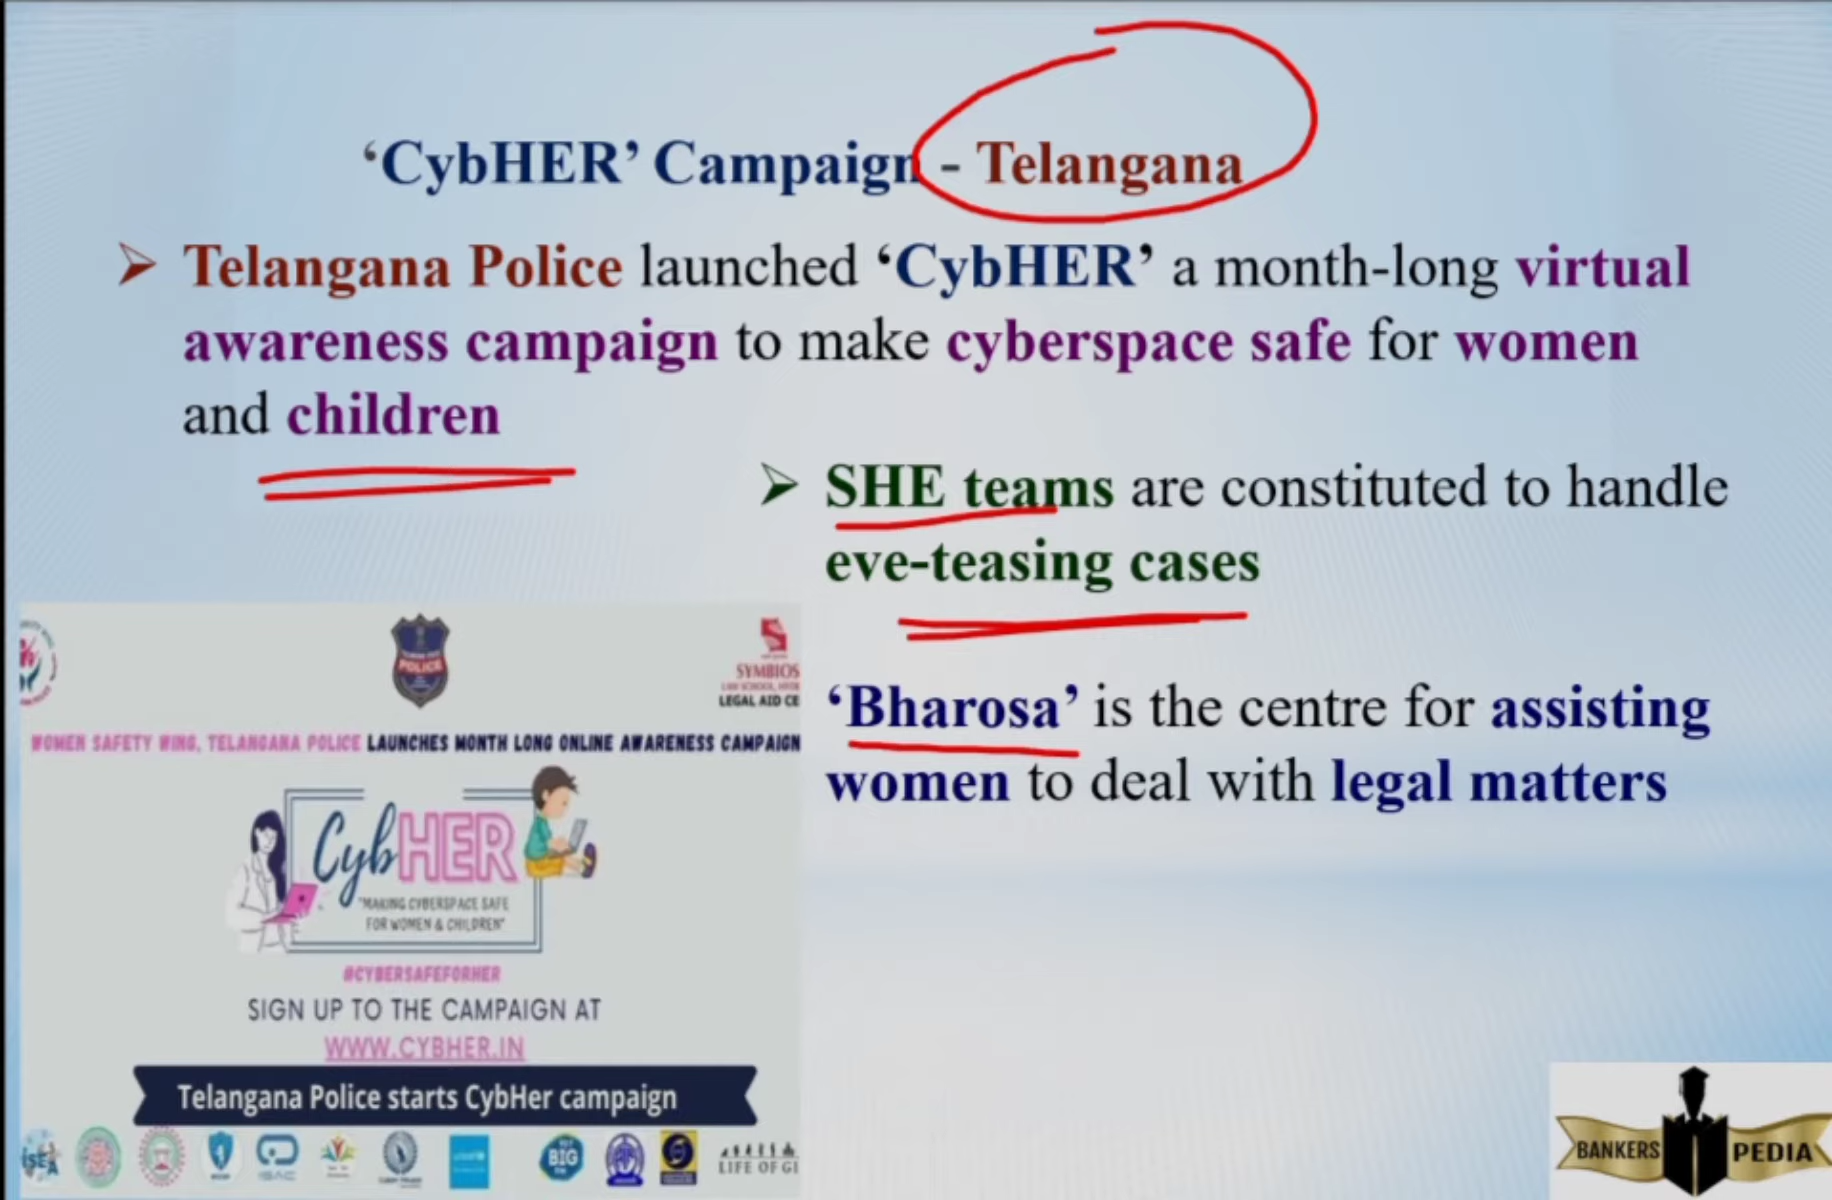 ‘CybHER’ Campaign - Telangana
➢ Telangana Police launched ‘CybHER’ a month-long virtual
awareness campaign to make cyberspace safe for women
and children
➢ SHE teams are constituted to handle
eve-teasing cases
‘Bharosa’ is the centre for assisting
women to deal with legal matters
POLICE
SYMBIOS
LAW SCHOOL, HYDE
LEGAL AID CE
WOMEN SAFETY WING, TELANGANA POLICE LAUNCHES MONTH LONG ONLINE AWARENESS CAMPAIGN
CybHER
"MAKING CYBERSPACE SAFE
FOR WOMEN & CHILDREN"
#CYBERSAFEFORHER
SIGN UP TO THE CAMPAIGN AT
WWW.CYBHER.IN
Telangana Police starts CybHer campaign
ISEA
BIG
LIFE OF GI
BANKERS PEDIA